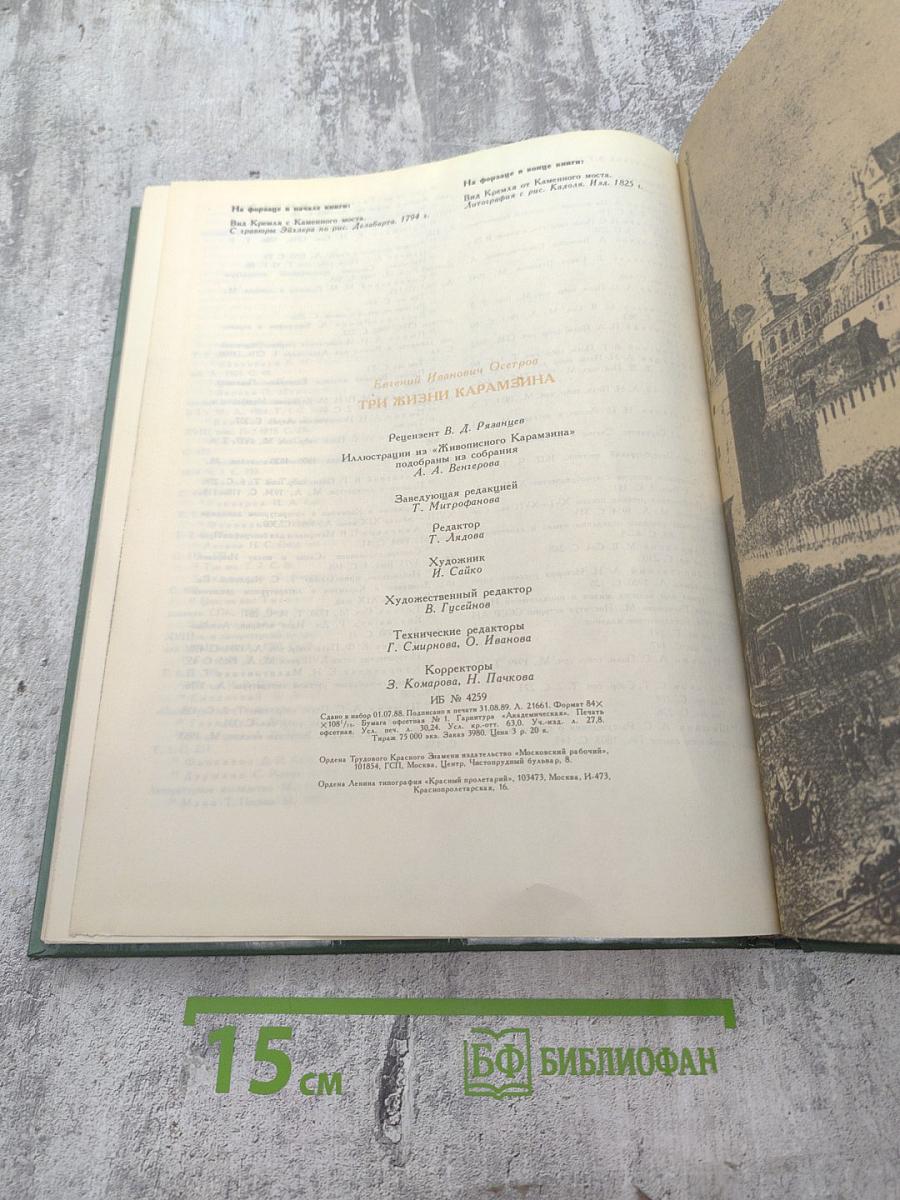 На форзаце в начале книги:
Вид Кремля с Каменного моста.
С гравюры Эйхлера по рис. Делабарта. 1794 г.
На форзаце в конце книги:
Вид Кремля от Каменного моста.
Литография с рис. Кадоля. Изд. 1825 г.
Евгений Иванович Осетров
ТРИ ЖИЗНИ КАРАМЗИНА
Рецензент В. Д. Рязанцев
Иллюстрации из «Живописного Карамзина»
подобраны из собрания
А. А. Венгерова
Заведующая редакцией
Т. Митрофанова
Редактор
Т. Лядова
Художник
И. Сайко
Художественный редактор
В. Гусейнов
Технические редакторы
Г. Смирнова, О. Иванова
Корректоры
З. Комарова, Н. Пачкова
ИБ № 4259
Сдано в набор 01.07.88. Подписано к печати 31.08.89. Л. 21661. Формат 84×
×108¹/₁₆. Бумага офсетная № 1. Гарнитура «Академическая». Печать
офсетная. Усл. печ. л. 30,24. Усл. кр.-отт. 63,0. Уч.-изд. л. 27,8.
Тираж 75 000 экз. Заказ 3980. Цена 3 р. 20 к.
Ордена Трудового Красного Знамени издательство «Московский рабочий»,
101854, ГСП, Москва, Центр, Чистопрудный бульвар, 8.
Ордена Ленина типография «Красный пролетарий», 103473, Москва, И-473,
Краснопролетарская, 16.
15 СМ
БФ БИБЛИОФАН